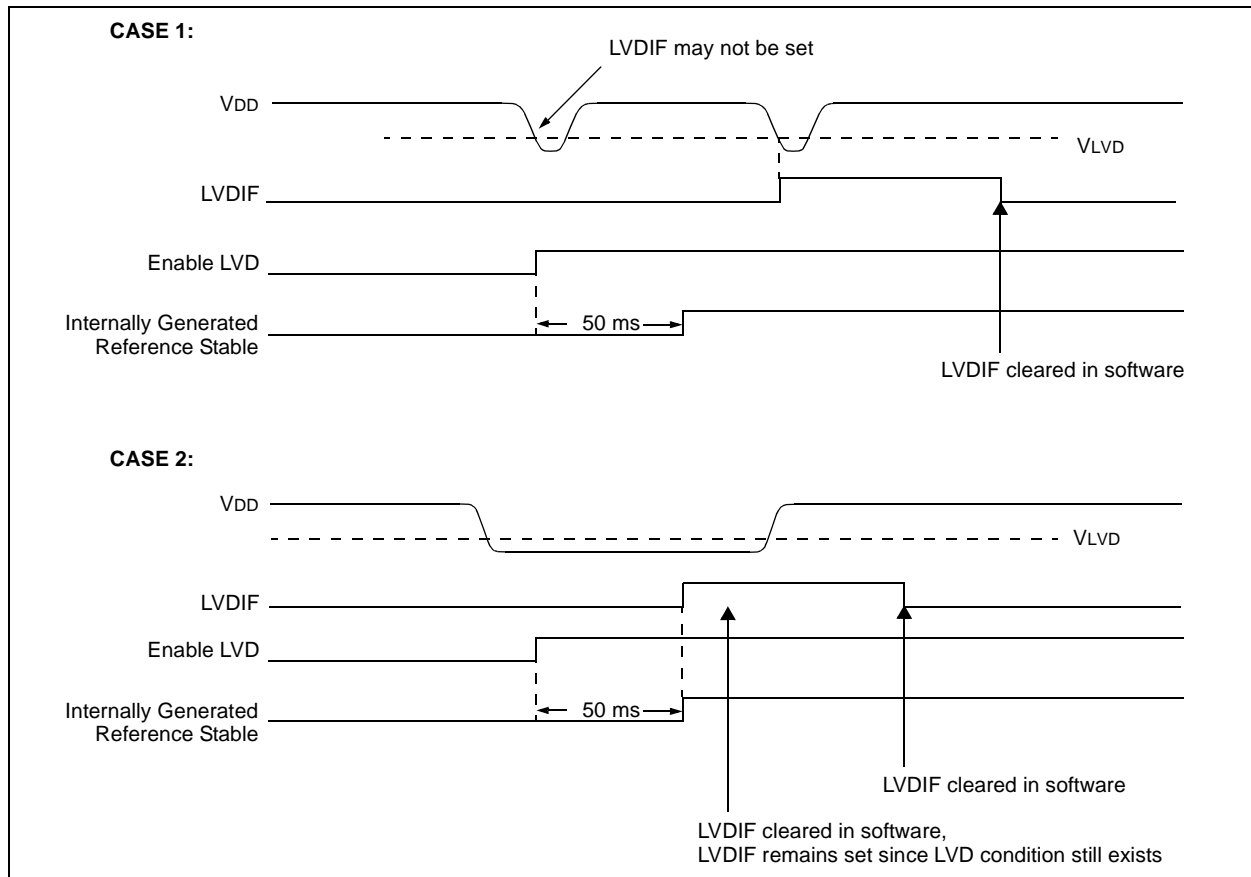 CASE 1:
LVDIF may not be set
VDD
VLVD
LVDIF
Enable LVD
50 ms
Internally Generated
Reference Stable
LVDIF cleared in software
CASE 2:
VDD
VLVD
LVDIF
Enable LVD
50 ms
Internally Generated
Reference Stable
LVDIF cleared in software
LVDIF cleared in software,
LVDIF remains set since LVD condition still exists